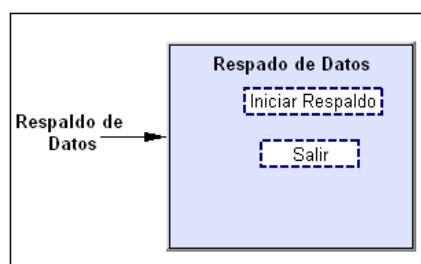 Respado de Datos
Iniciar Respaldo
Respaldo de
Datos
Salir